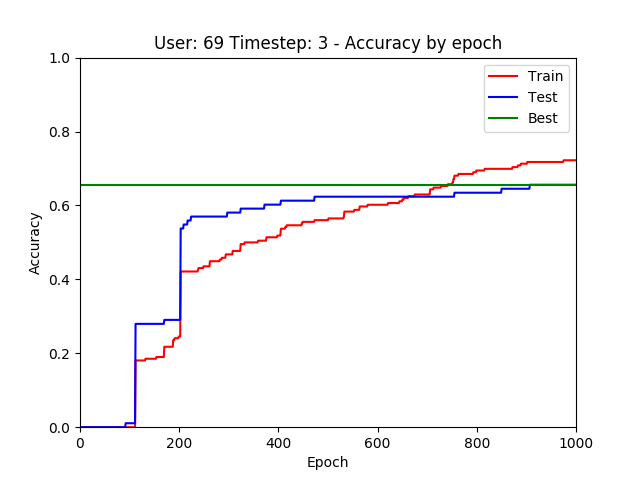 User: 69 Timestep: 3 - Accuracy by epoch
1.0
0.8
0.6
0.4
0.2
0.0
Accuracy
Train
Test
Best
0 200 400 600 800 1000
Epoch